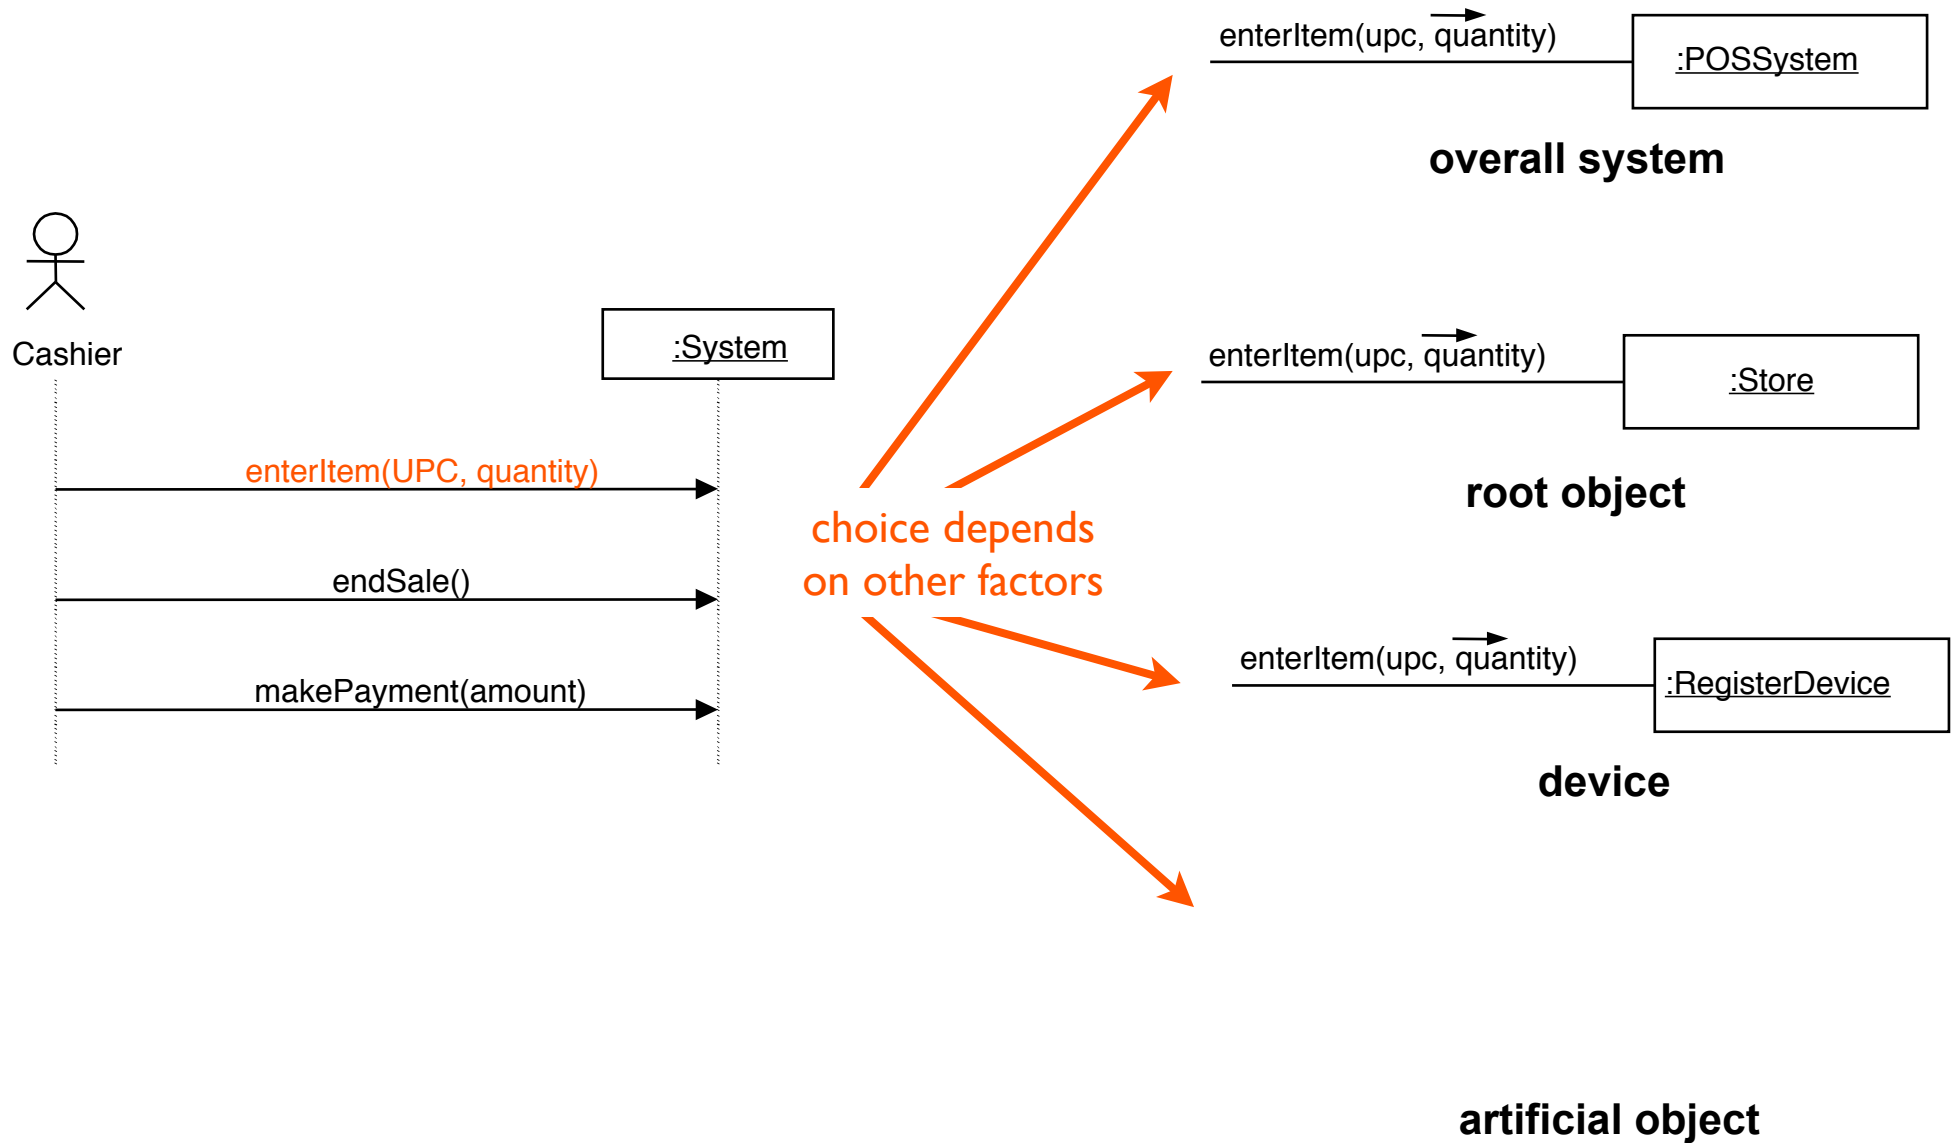 enterItem(upc, quantity)
:POSSystem
overall system
Cashier
:System
enterItem(upc, quantity)
:Store
enterItem(UPC, quantity)
root object
choice depends
on other factors
endSale()
enterItem(upc, quantity)
:RegisterDevice
makePayment(amount)
device
artificial object